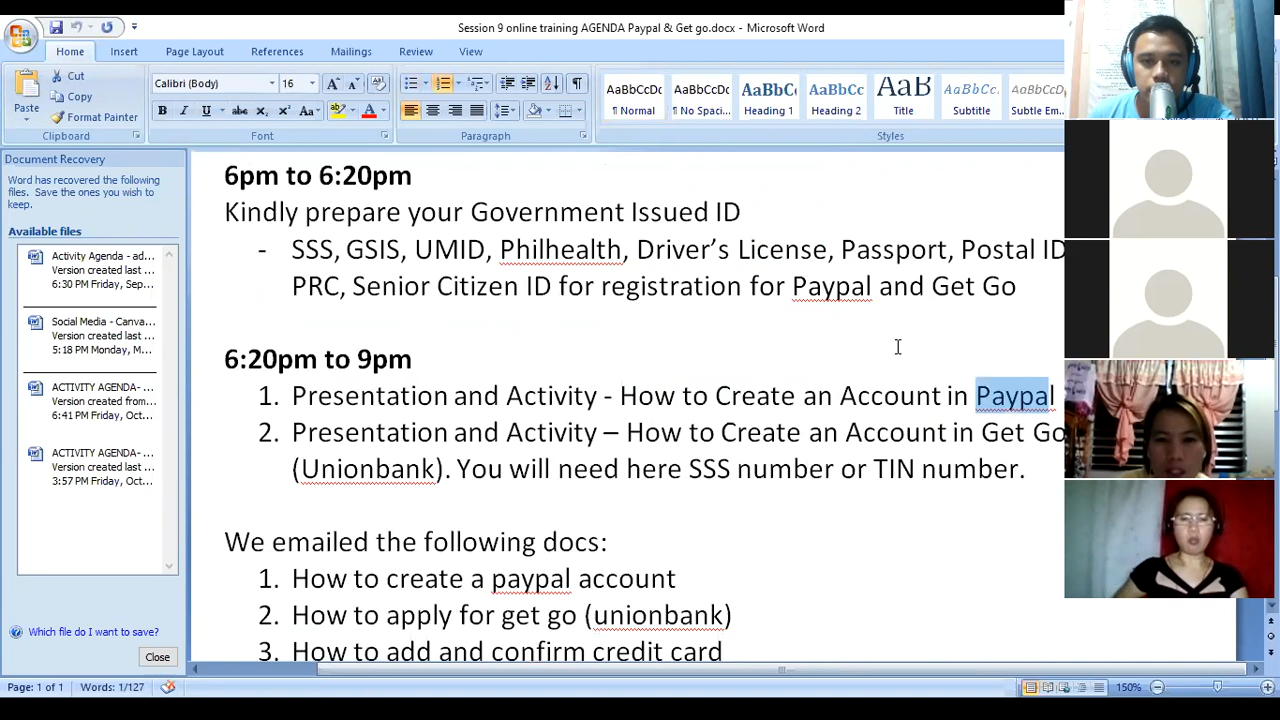 Session 9 online training AGENDA Paypal & Get go.docx - Microsoft Word
Home Insert Page Layout References Mailings Review View
Paste
Cut
Copy
Format Painter
Clipboard
Calibri (Body) 16
Font
Paragraph
AaBbCcDc AaBbCcDc AaBbCc AaBbCc AaB AaBbCc. AaBbCcDc
¶ Normal ¶ No Spaci... Heading 1 Heading 2 Title Subtitle Subtle Em...
Styles
Document Recovery
Word has recovered the following
files. Save the ones you wish to
keep.
Available files
Activity Agenda - ad...
Version created last ...
6:30 PM Friday, Sep...
Social Media - Canva...
Version created last ...
5:18 PM Monday, M...
ACTIVITY AGENDA-...
Version created from...
6:41 PM Friday, Oct...
ACTIVITY AGENDA-...
Version created last ...
3:57 PM Friday, Oct...
Which file do I want to save?
Close
6pm to 6:20pm
Kindly prepare your Government Issued ID
- SSS, GSIS, UMID, Philhealth, Driver’s License, Passport, Postal ID
PRC, Senior Citizen ID for registration for Paypal and Get Go
6:20pm to 9pm
1. Presentation and Activity - How to Create an Account in Paypal
2. Presentation and Activity – How to Create an Account in Get Go
(Unionbank). You will need here SSS number or TIN number.
We emailed the following docs:
1. How to create a paypal account
2. How to apply for get go (unionbank)
3. How to add and confirm credit card
Page: 1 of 1 Words: 1/127 150%